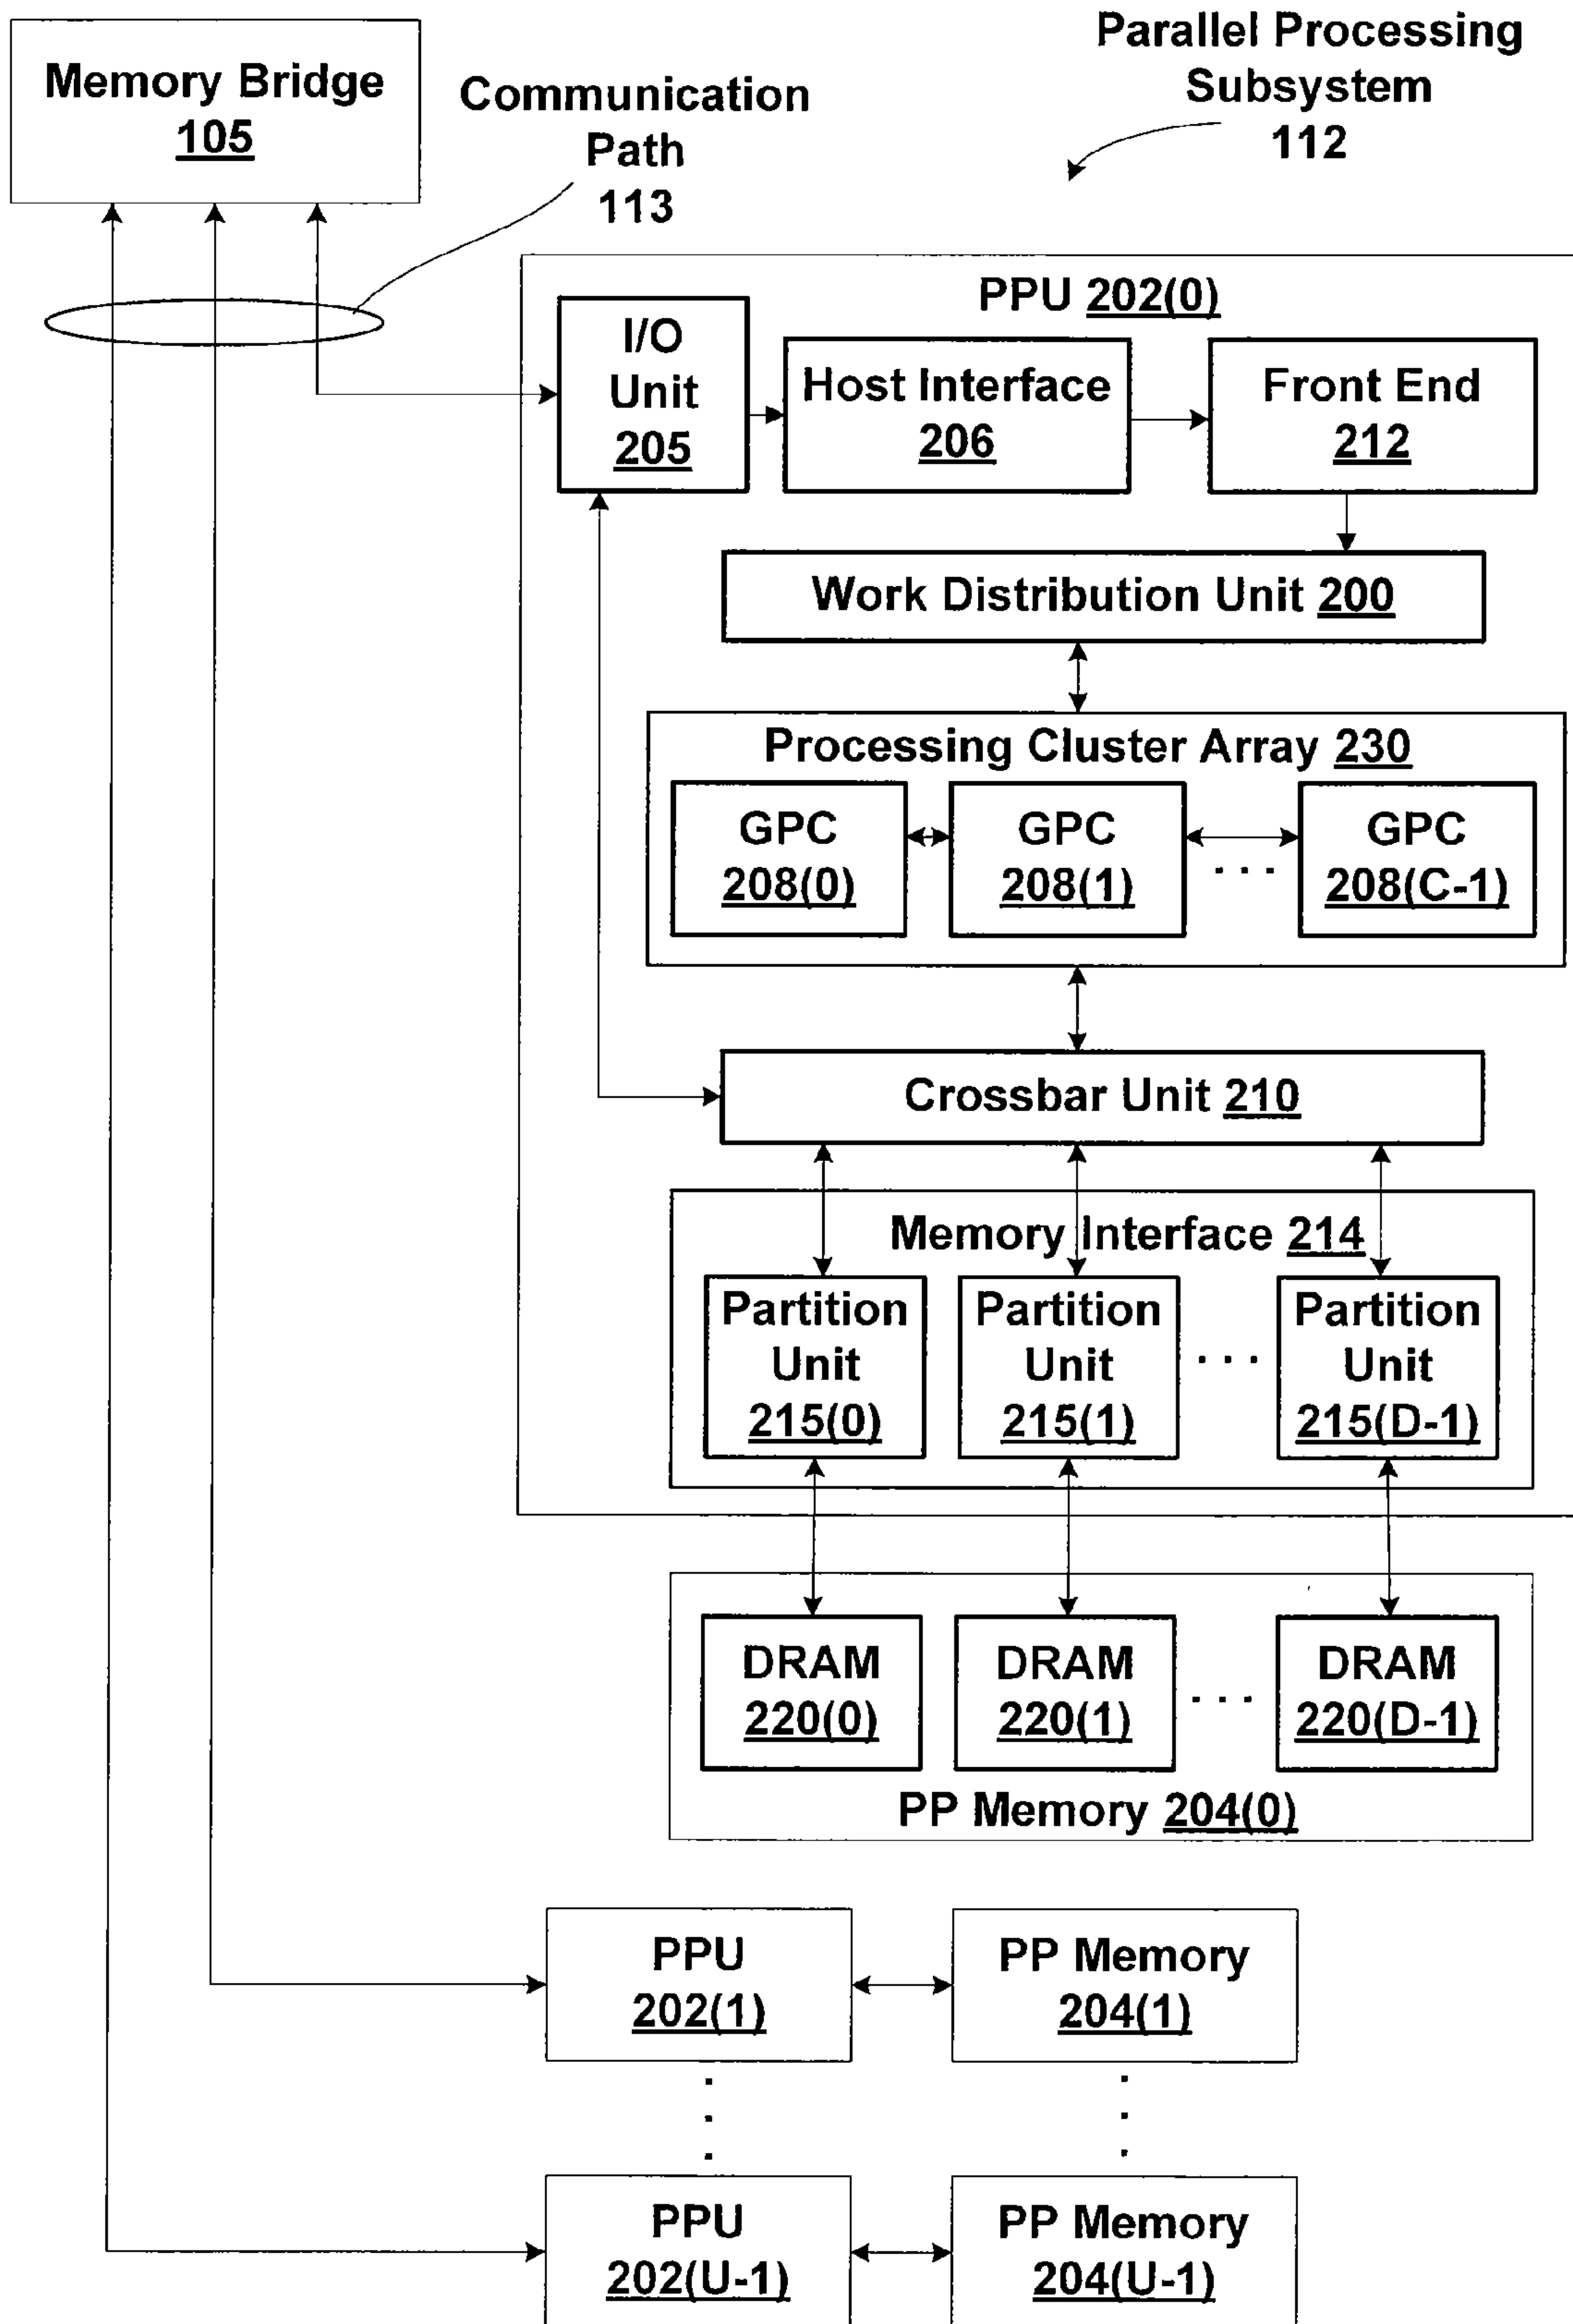 Parallel Processing
Subsystem
112
Memory Bridge
105
Communication
Path
113
PPU 202(0)
I/O
Unit
205
Host Interface
206
Front End
212
Work Distribution Unit 200
Processing Cluster Array 230
GPC
208(0)
GPC
208(1)
. . .
GPC
208(C-1)
Crossbar Unit 210
Memory Interface 214
Partition
Unit
215(0)
Partition
Unit
215(1)
. . .
Partition
Unit
215(D-1)
DRAM
220(0)
DRAM
220(1)
. . .
DRAM
220(D-1)
PP Memory 204(0)
PPU
202(1)
PP Memory
204(1)
PPU
202(U-1)
PP Memory
204(U-1)